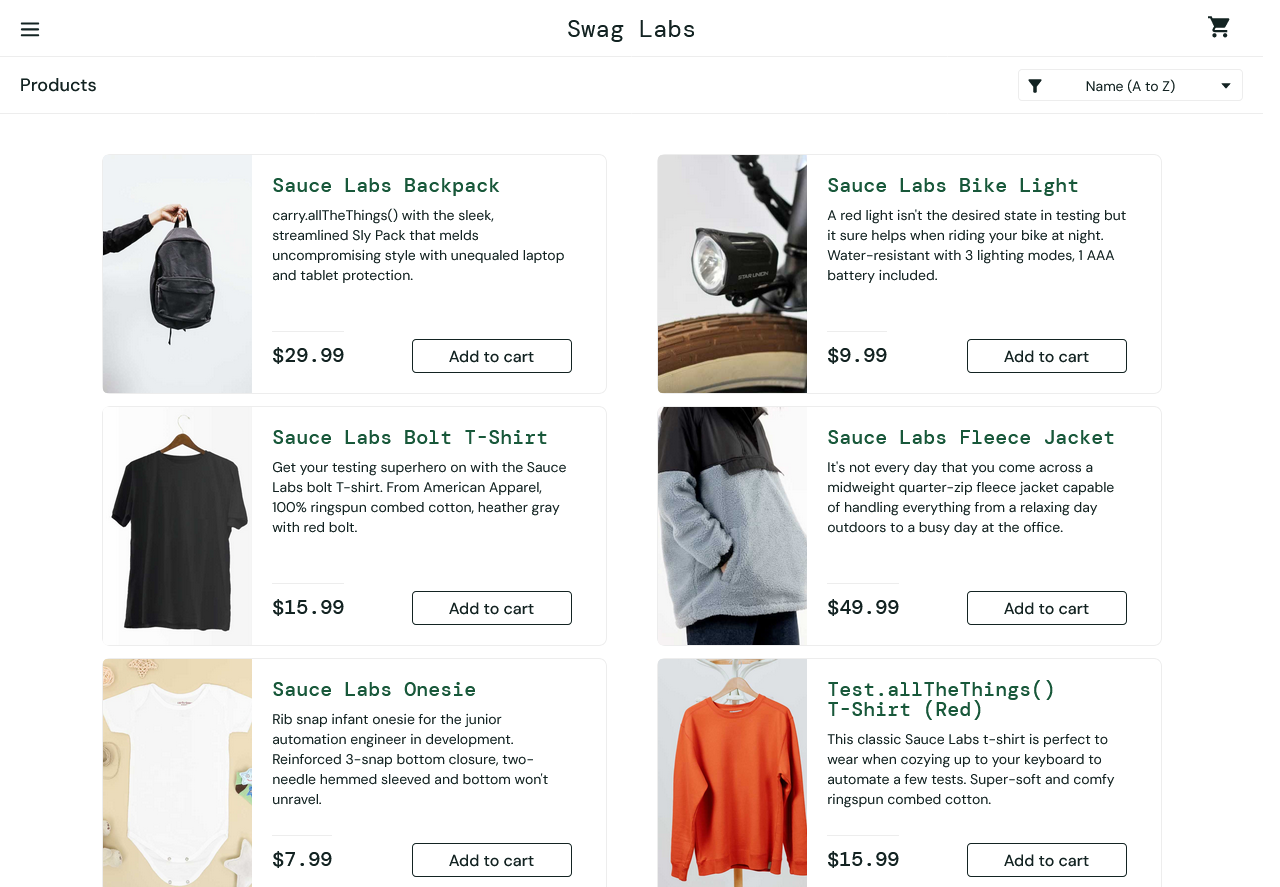 Swag Labs
Products
Name (A to Z)
Sauce Labs Backpack
carry.allTheThings() with the sleek,
streamlined Sly Pack that melds
uncompromising style with unequaled laptop
and tablet protection.
$29.99
Add to cart
Sauce Labs Bike Light
A red light isn't the desired state in testing but
it sure helps when riding your bike at night.
Water-resistant with 3 lighting modes, 1 AAA
battery included.
$9.99
Add to cart
STAR UNION
Sauce Labs Bolt T-Shirt
Get your testing superhero on with the Sauce
Labs bolt T-shirt. From American Apparel,
100% ringspun combed cotton, heather gray
with red bolt.
$15.99
Add to cart
Sauce Labs Fleece Jacket
It's not every day that you come across a
midweight quarter-zip fleece jacket capable
of handling everything from a relaxing day
outdoors to a busy day at the office.
$49.99
Add to cart
Sauce Labs Onesie
Rib snap infant onesie for the junior
automation engineer in development.
Reinforced 3-snap bottom closure, two-
needle hemmed sleeved and bottom won't
unravel.
$7.99
Add to cart
Test.allTheThings()
T-Shirt (Red)
This classic Sauce Labs t-shirt is perfect to
wear when cozying up to your keyboard to
automate a few tests. Super-soft and comfy
ringspun combed cotton.
$15.99
Add to cart